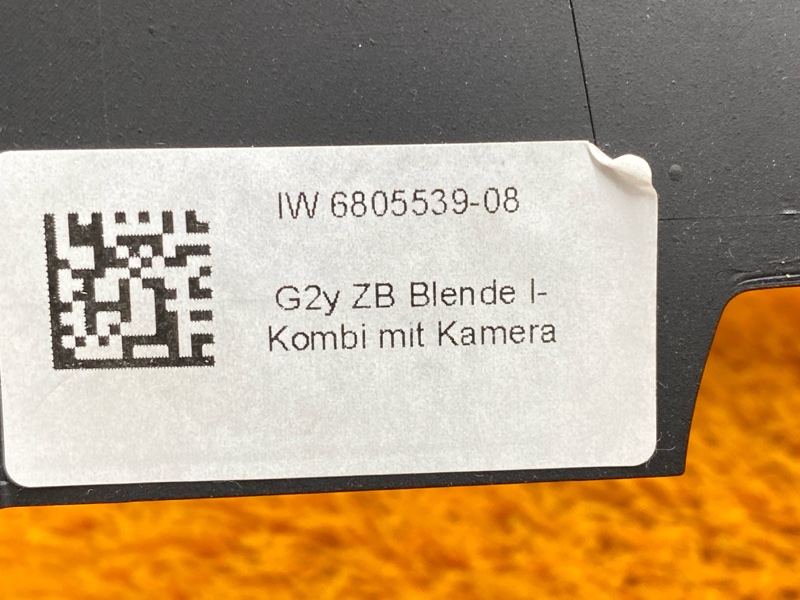 IW 6805539-08
G2y ZB Blende I-
Kombi mit Kamera